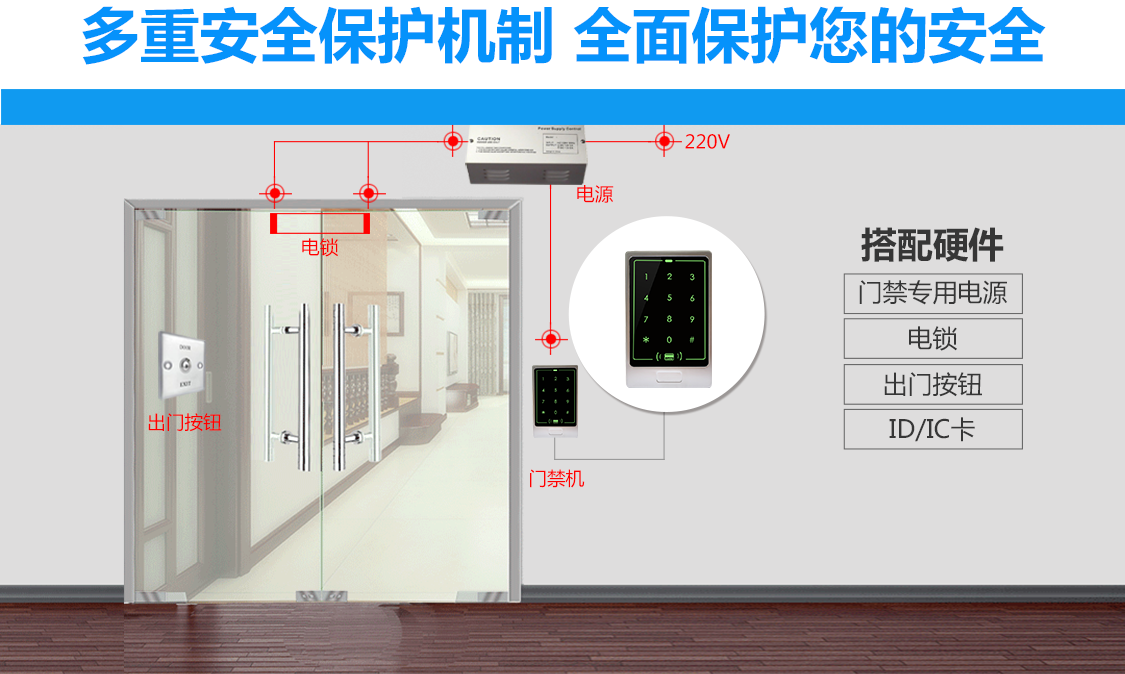 多重安全保护机制 全面保护您的安全
Power Supply Control
CAUTION
220V
电源
电锁
搭配硬件
门禁专用电源
电锁
出门按钮
ID/IC卡
1 2 3
4 5 6
7 8 9
* 0 #
DOOR
EXIT
出门按钮
门禁机